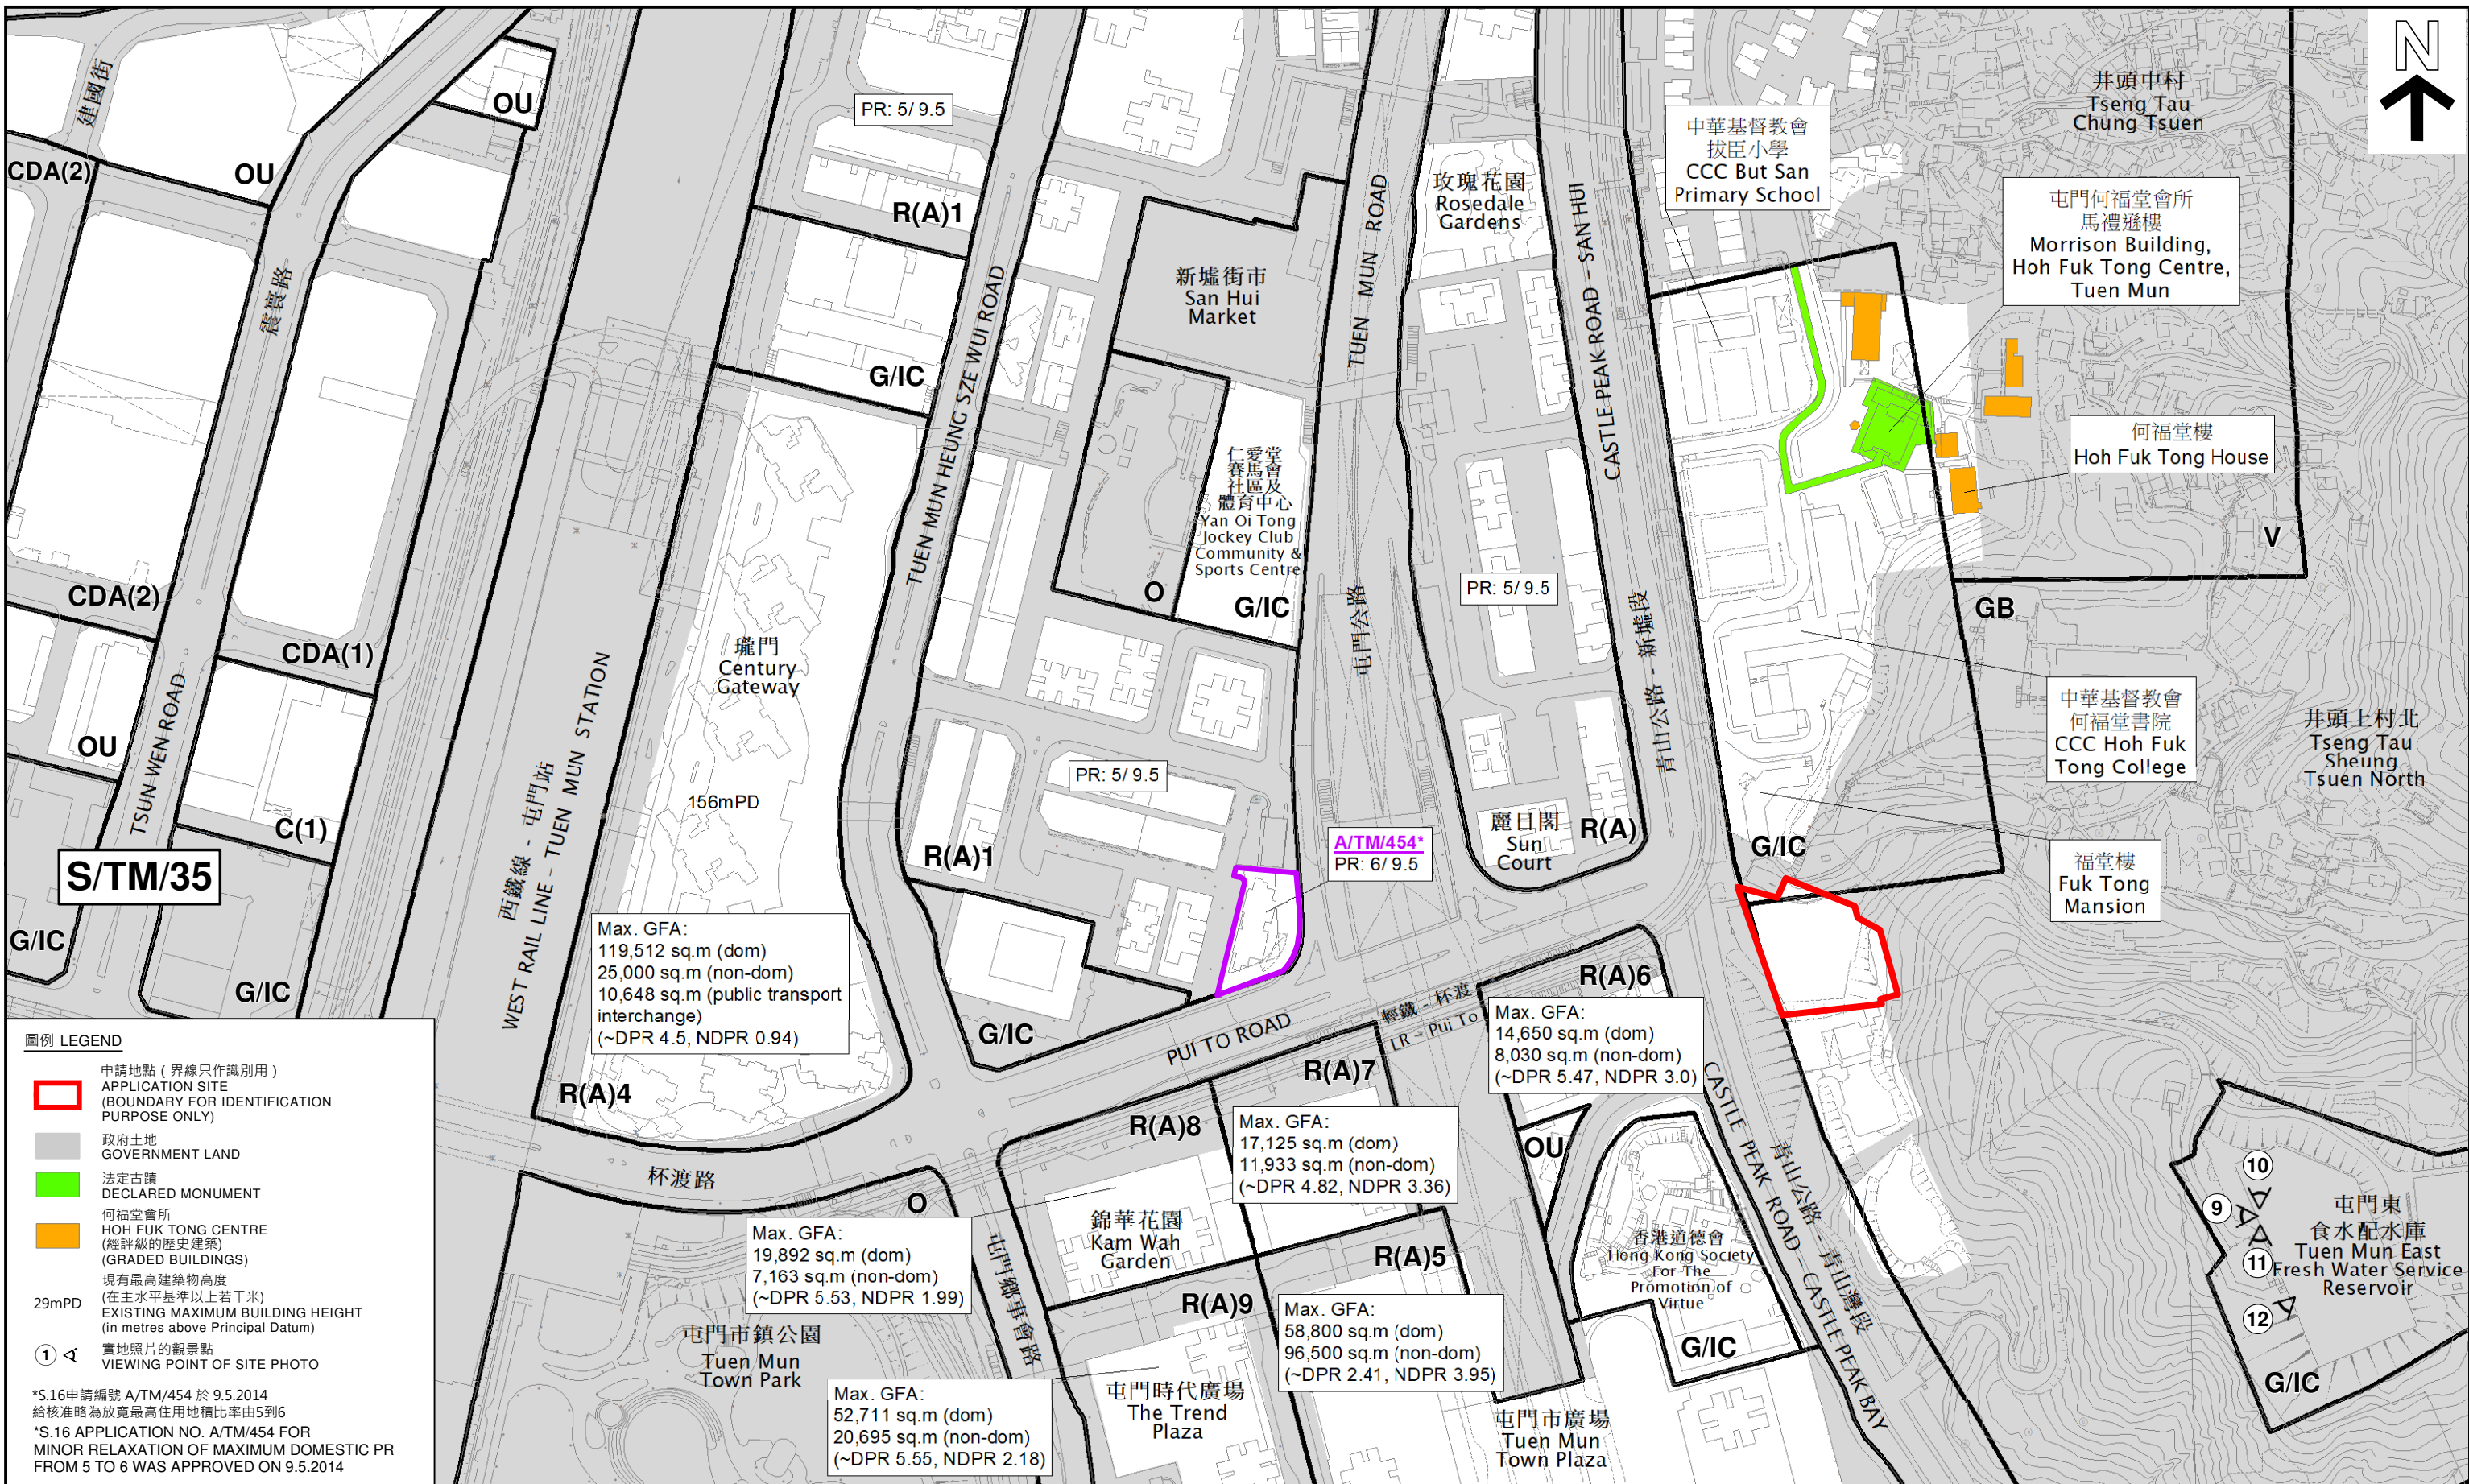 建國街
OU
CDA(2)
OU
震寰路
CDA(2)
CDA(1)
OU
TSUN WEN ROAD
C(1)
S/TM/35
G/IC
G/IC
西鐵線 - 屯門站
WEST RAIL LINE - TUEN MUN STATION
PR: 5/ 9.5
R(A)1
G/IC
TUEN MUN HEUNG SZE WUI ROAD
瓏門
Century
Gateway
156mPD
Max. GFA:
119,512 sq.m (dom)
25,000 sq.m (non-dom)
10,648 sq.m (public transport
interchange)
(~DPR 4.5, NDPR 0.94)
R(A)4
新墟街市
San Hui
Market
仁愛堂
賽馬會
社區及
體育中心
Yan Oi Tong
Jockey Club
Community &
Sports Centre
O
G/IC
PR: 5/ 9.5
R(A)1
G/IC
TUEN MUN ROAD
屯門公路
玫瑰花園
Rosedale
Gardens
PR: 5/ 9.5
A/TM/454*
PR: 6/ 9.5
麗日閣
Sun
Court
R(A)
CASTLE PEAK ROAD - SAN HUI
青山公路 - 新墟段
中華基督教會
拔臣小學
CCC But San
Primary School
井頭中村
Tseng Tau
Chung Tsuen
N
屯門何福堂會所
馬禮遜樓
Morrison Building,
Hoh Fuk Tong Centre,
Tuen Mun
何福堂樓
Hoh Fuk Tong House
V
GB
中華基督教會
何福堂書院
CCC Hoh Fuk
Tong College
井頭上村北
Tseng Tau
Sheung
Tsuen North
G/IC
福堂樓
Fuk Tong
Mansion
PUI TO ROAD
輕鐵 - 杯渡
LR - Pui To
R(A)6
Max. GFA:
14,650 sq.m (dom)
8,030 sq.m (non-dom)
(~DPR 5.47, NDPR 3.0)
R(A)7
R(A)8
Max. GFA:
17,125 sq.m (dom)
11,933 sq.m (non-dom)
(~DPR 4.82, NDPR 3.36)
OU
杯渡路
O
Max. GFA:
19,892 sq.m (dom)
7,163 sq.m (non-dom)
(~DPR 5.53, NDPR 1.99)
屯門鄉事會路
錦華花園
Kam Wah
Garden
R(A)5
R(A)9
Max. GFA:
58,800 sq.m (dom)
96,500 sq.m (non-dom)
(~DPR 2.41, NDPR 3.95)
香港道德會
Hong Kong Society
For The
Promotion of
Virtue
G/IC
CASTLE PEAK ROAD - CASTLE PEAK BAY
青山公路 - 青山灣段
屯門市鎮公園
Tuen Mun
Town Park
Max. GFA:
52,711 sq.m (dom)
20,695 sq.m (non-dom)
(~DPR 5.55, NDPR 2.18)
屯門時代廣場
The Trend
Plaza
屯門市廣場
Tuen Mun
Town Plaza
10
9
11
12
屯門東
食水配水庫
Tuen Mun East
Fresh Water Service
Reservoir
G/IC
圖例 LEGEND
申請地點 ( 界線只作識別用 )
APPLICATION SITE
(BOUNDARY FOR IDENTIFICATION
PURPOSE ONLY)
政府土地
GOVERNMENT LAND
法定古蹟
DECLARED MONUMENT
何福堂會所
HOH FUK TONG CENTRE
(經評級的歷史建築)
(GRADED BUILDINGS)
29mPD
現有最高建築物高度
(在主水平基準以上若干米)
EXISTING MAXIMUM BUILDING HEIGHT
(in metres above Principal Datum)
1
實地照片的觀景點
VIEWING POINT OF SITE PHOTO
*S.16申請編號 A/TM/454 於 9.5.2014
給核准略為放寬最高住用地積比率由5到6
*S.16 APPLICATION NO. A/TM/454 FOR
MINOR RELAXATION OF MAXIMUM DOMESTIC PR
FROM 5 TO 6 WAS APPROVED ON 9.5.2014